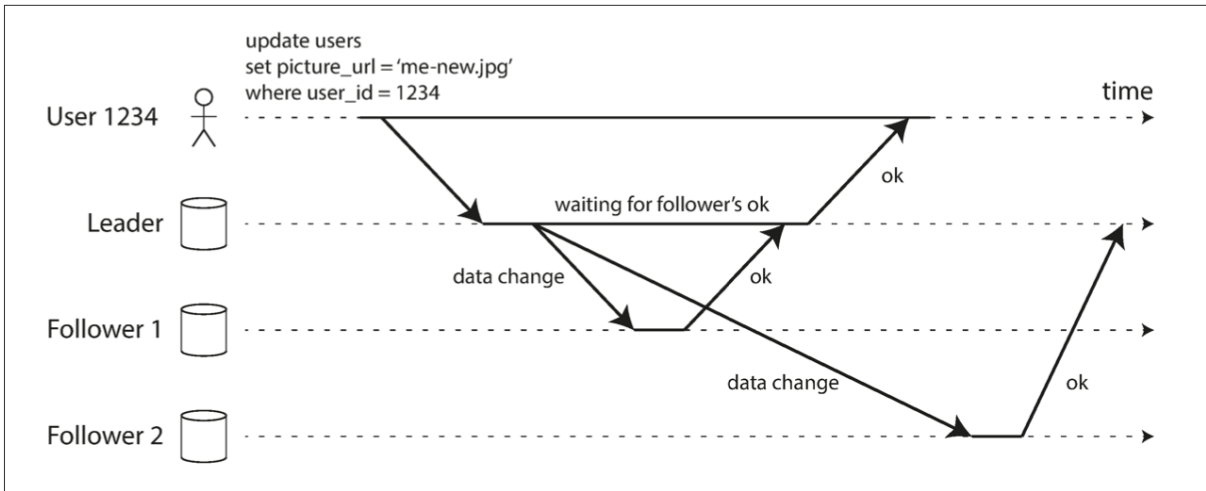 update users
set picture_url = ‘me-new.jpg’
where user_id = 1234
time
User 1234
ok
waiting for follower’s ok
Leader
data change
ok
Follower 1
data change
ok
Follower 2